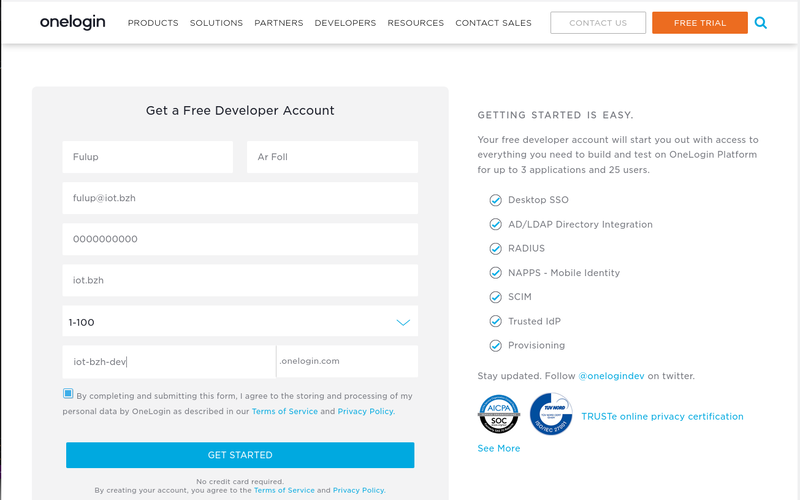 onelogin PRODUCTS SOLUTIONS PARTNERS DEVELOPERS RESOURCES CONTACT SALES CONTACT US FREE TRIAL
Get a Free Developer Account
Fulup Ar Foll
fulup@iot.bzh
0000000000
iot.bzh
1-100
iot-bzh-dev .onelogin.com
By completing and submitting this form, I agree to the storing and processing of my
personal data by OneLogin as described in our Terms of Service and Privacy Policy.
GET STARTED
No credit card required.
By creating your account, you agree to the Terms of Service and Privacy Policy.
GETTING STARTED IS EASY.
Your free developer account will start you out with access to
everything you need to build and test on OneLogin Platform
for up to 3 applications and 25 users.
Desktop SSO
AD/LDAP Directory Integration
RADIUS
NAPPS - Mobile Identity
SCIM
Trusted IdP
Provisioning
Stay updated. Follow @onelogindev on twitter.
AICPA
SOC
TUV NORD
ISO/IEC 27001
TRUSTe online privacy certification
See More